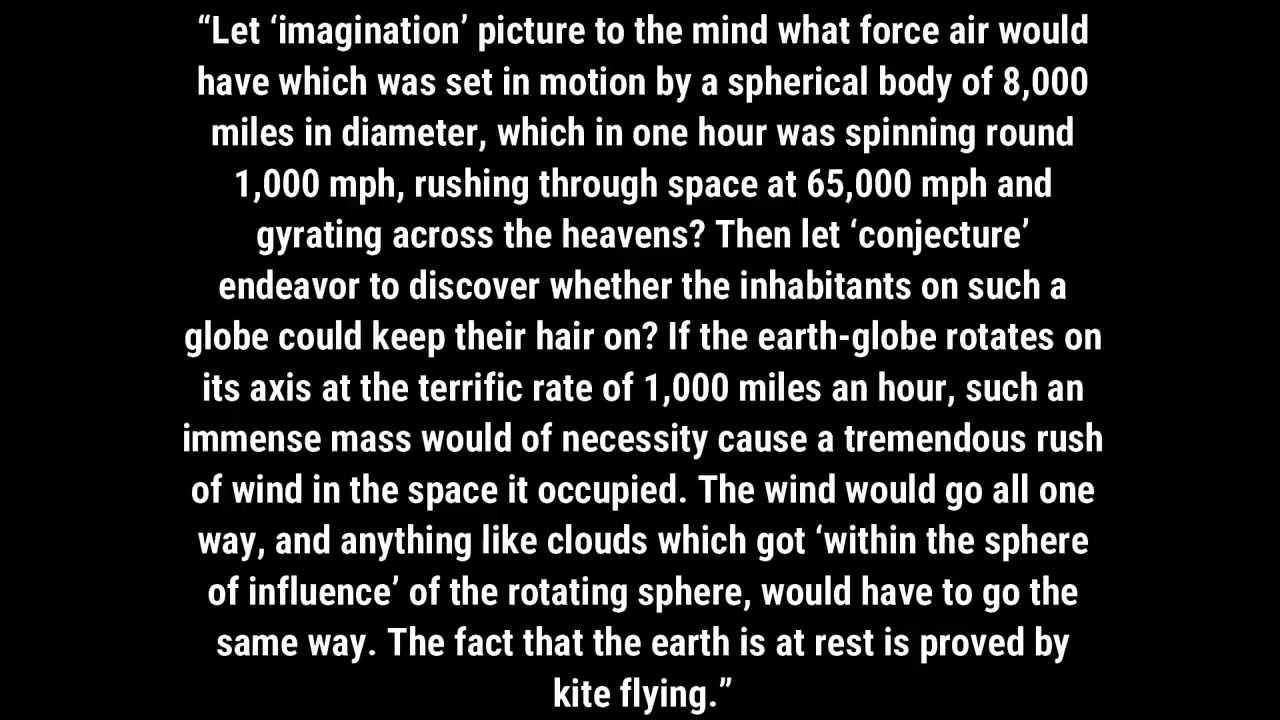 “Let ‘imagination’ picture to the mind what force air would
have which was set in motion by a spherical body of 8,000
miles in diameter, which in one hour was spinning round
1,000 mph, rushing through space at 65,000 mph and
gyrating across the heavens? Then let ‘conjecture’
endeavor to discover whether the inhabitants on such a
globe could keep their hair on? If the earth-globe rotates on
its axis at the terrific rate of 1,000 miles an hour, such an
immense mass would of necessity cause a tremendous rush
of wind in the space it occupied. The wind would go all one
way, and anything like clouds which got ‘within the sphere
of influence’ of the rotating sphere, would have to go the
same way. The fact that the earth is at rest is proved by
kite flying.”